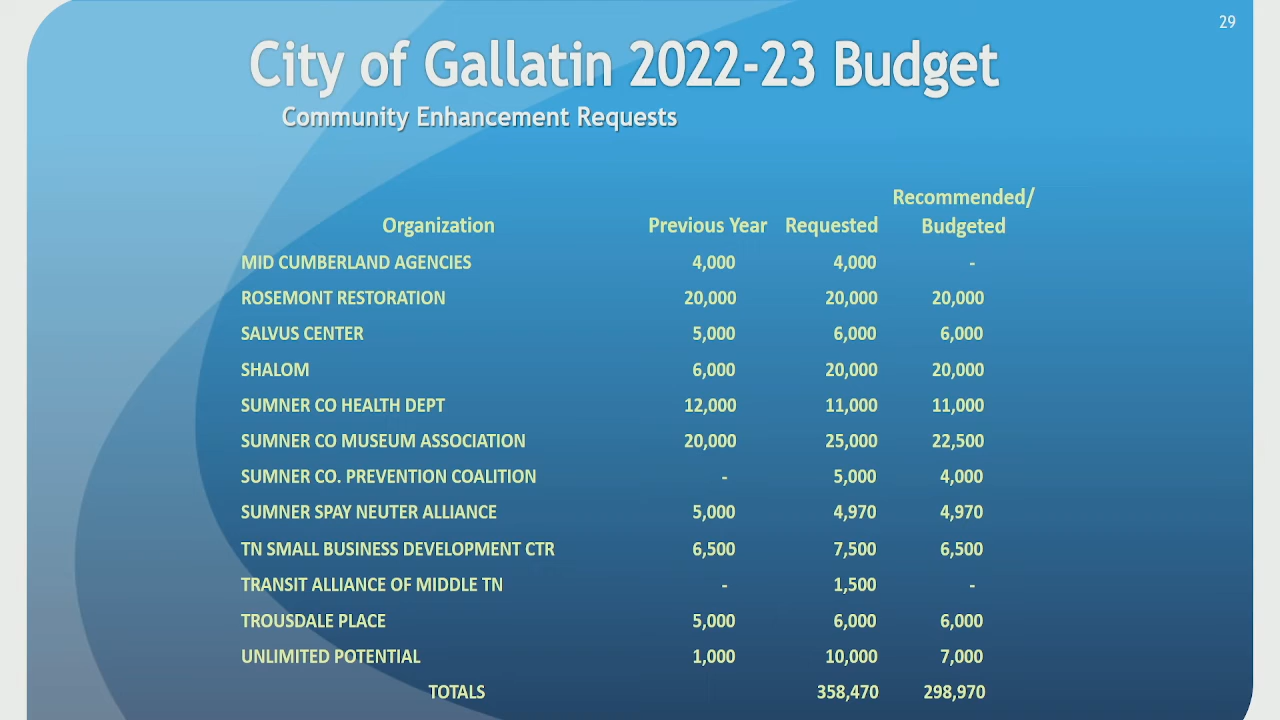 29
City of Gallatin 2022-23 Budget
Community Enhancement Requests
Organization Previous Year Requested Recommended/ Budgeted
MID CUMBERLAND AGENCIES 4,000 4,000 -
ROSEMONT RESTORATION 20,000 20,000 20,000
SALVUS CENTER 5,000 6,000 6,000
SHALOM 6,000 20,000 20,000
SUMNER CO HEALTH DEPT 12,000 11,000 11,000
SUMNER CO MUSEUM ASSOCIATION 20,000 25,000 22,500
SUMNER CO. PREVENTION COALITION - 5,000 4,000
SUMNER SPAY NEUTER ALLIANCE 5,000 4,970 4,970
TN SMALL BUSINESS DEVELOPMENT CTR 6,500 7,500 6,500
TRANSIT ALLIANCE OF MIDDLE TN - 1,500 -
TROUSDALE PLACE 5,000 6,000 6,000
UNLIMITED POTENTIAL 1,000 10,000 7,000
TOTALS 358,470 298,970